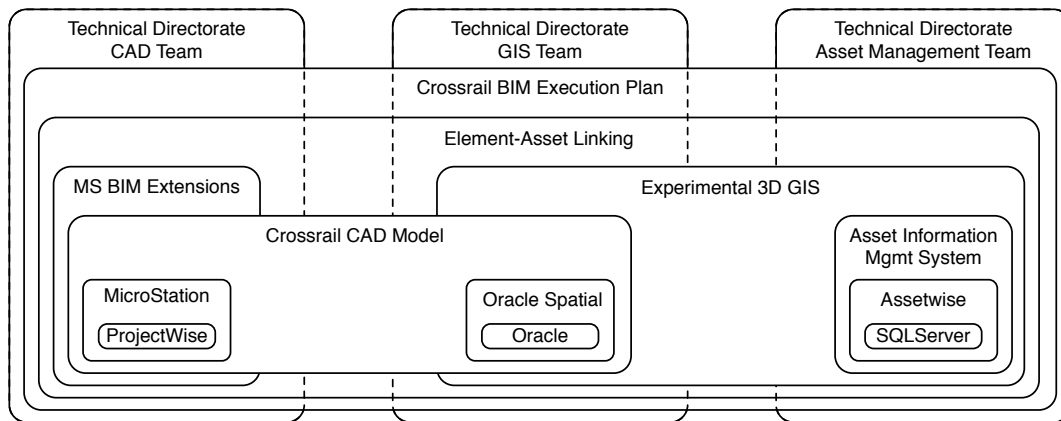 Technical Directorate
CAD Team
Technical Directorate
GIS Team
Technical Directorate
Asset Management Team
Crossrail BIM Execution Plan
Element-Asset Linking
MS BIM Extensions
Experimental 3D GIS
Crossrail CAD Model
Asset Information
Mgmt System
MicroStation
Oracle Spatial
Assetwise
ProjectWise
Oracle
SQLServer